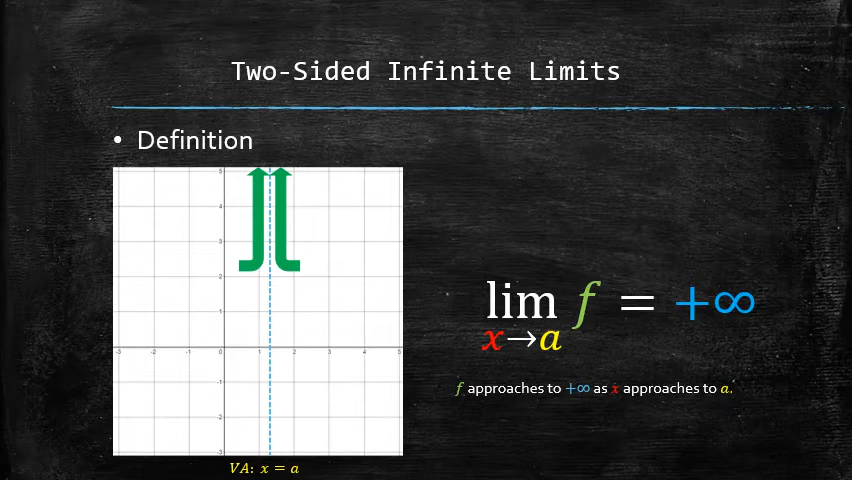 Two-Sided Infinite Limits
• Definition
5
4
3
2
1
-3 -2 -1 0 1 2 3 4 5
-1
-2
-3
lim f = +∞
x→a
f approaches to +∞ as x approaches to a.
VA: x = a